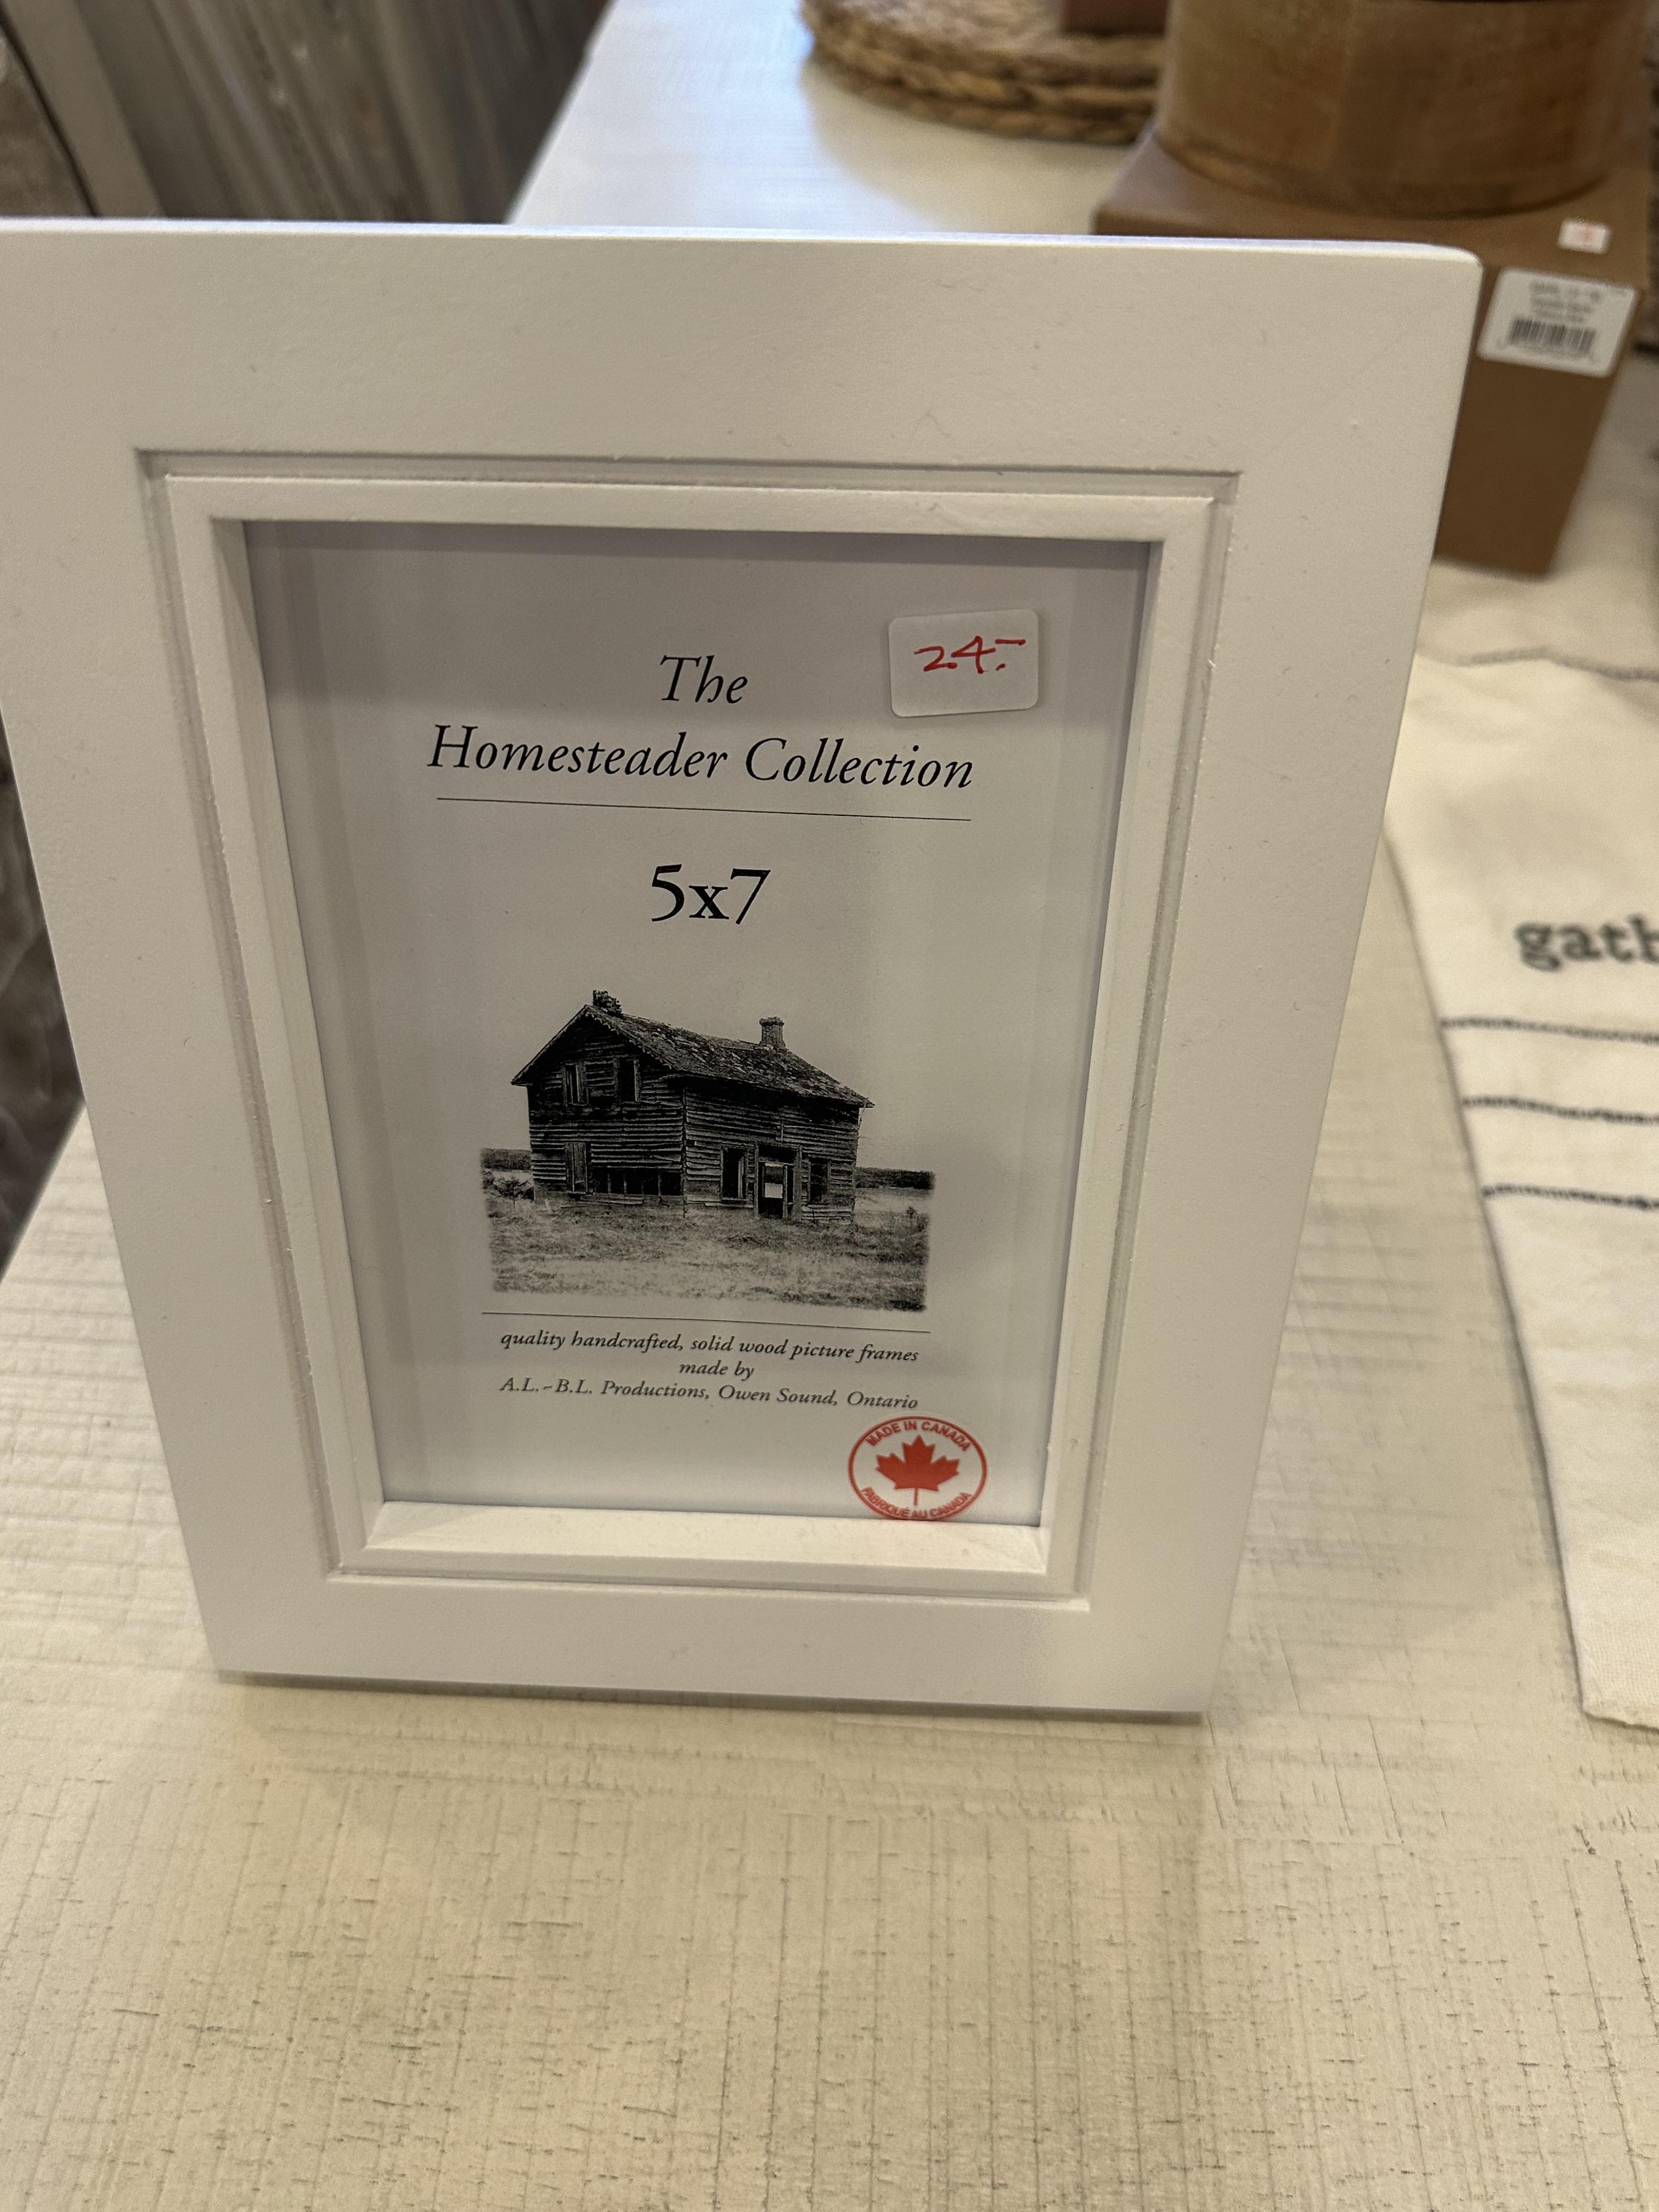 24.-
The
Homesteader Collection
5x7
quality handcrafted, solid wood picture frames
made by
A.L.-B.L. Productions, Owen Sound, Ontario
MADE IN CANADA
FABRIQUÉ AU CANADA
gath